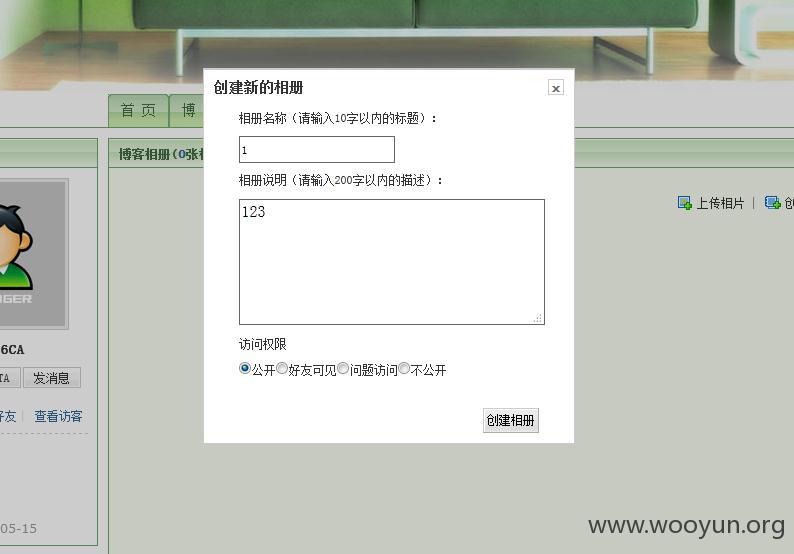 创建新的相册
首 页
博
相册名称（请输入10字以内的标题）：
1
博客相册(0张
相册说明（请输入200字以内的描述）：
123
上传相片
创
访问权限
公开 好友可见 问题访问 不公开
创建相册
6CA
TA
发消息
好友
查看访客
05-15
www.wooyun.org